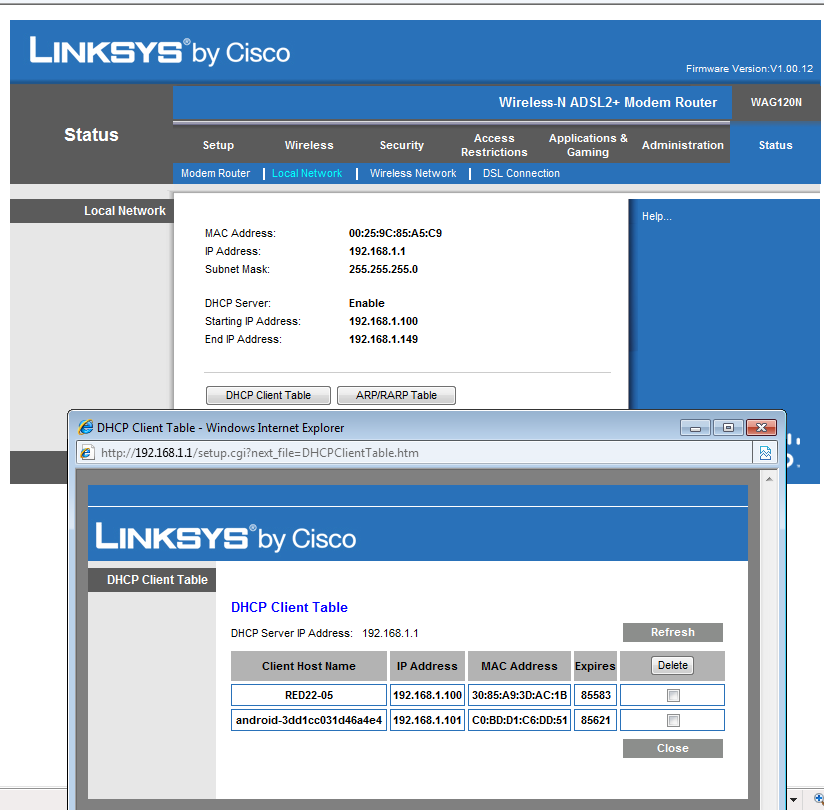 LINKSYS® by Cisco
Firmware Version:V1.00.12
Wireless-N ADSL2+ Modem Router WAG120N
Status
Setup Wireless Security Access Restrictions Applications & Gaming Administration Status
Modem Router | Local Network | Wireless Network | DSL Connection
Local Network
Help...
MAC Address: 00:25:9C:85:A5:C9
IP Address: 192.168.1.1
Subnet Mask: 255.255.255.0
DHCP Server: Enable
Starting IP Address: 192.168.1.100
End IP Address: 192.168.1.149
DHCP Client Table ARP/RARP Table
DHCP Client Table - Windows Internet Explorer
http://192.168.1.1/setup.cgi?next_file=DHCPClientTable.htm
LINKSYS® by Cisco
DHCP Client Table
DHCP Client Table
DHCP Server IP Address: 192.168.1.1 Refresh
Client Host Name IP Address MAC Address Expires Delete
RED22-05 192.168.1.100 30:85:A9:3D:AC:1B 85583
android-3dd1cc031d46a4e4 192.168.1.101 C0:BD:D1:C6:DD:51 85621
Close